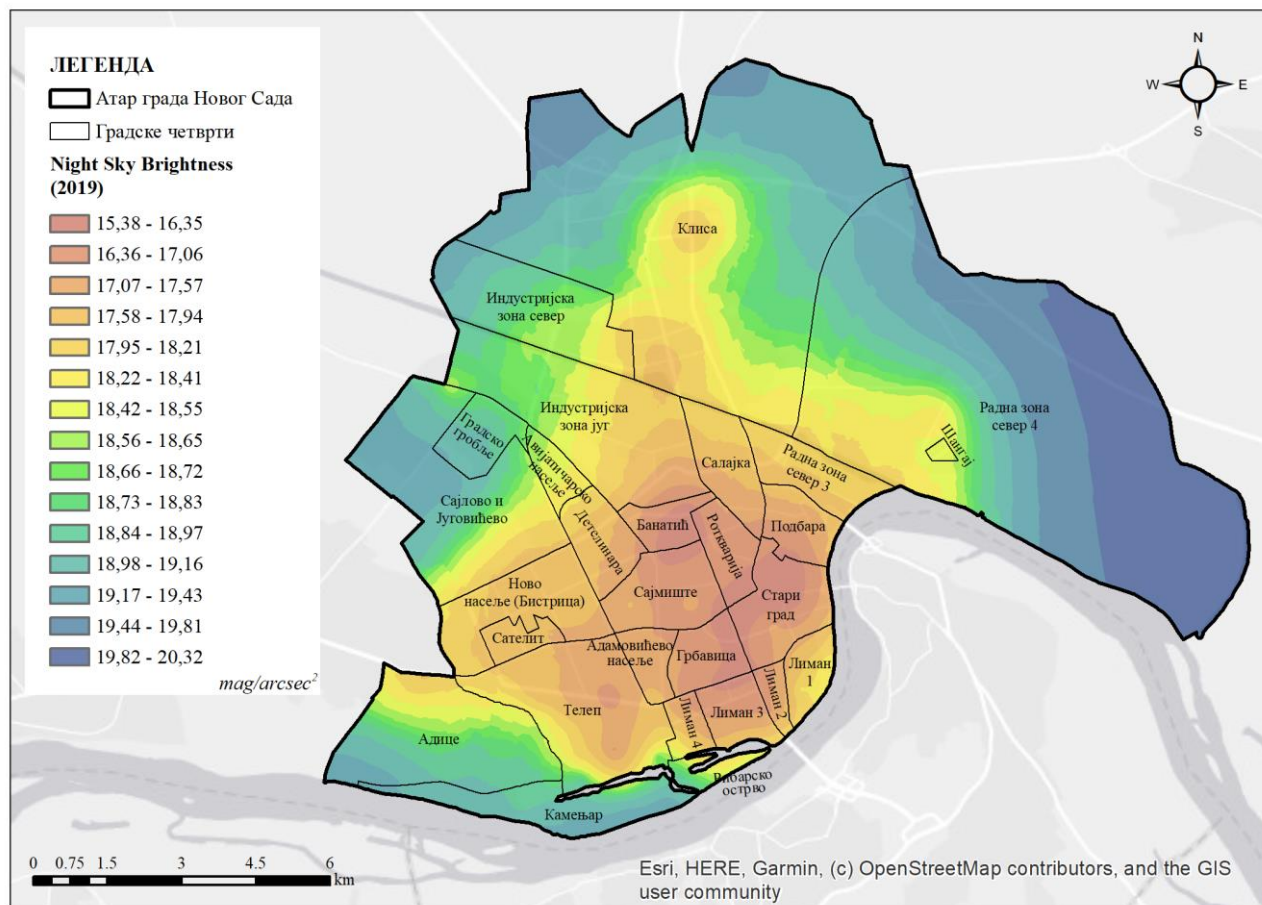 ЛЕГЕНДА
Атар града Новог Сада
Градске четврти
Night Sky Brightness
(2019)
15,38 - 16,35
16,36 - 17,06
17,07 - 17,57
17,58 - 17,94
17,95 - 18,21
18,22 - 18,41
18,42 - 18,55
18,56 - 18,65
18,66 - 18,72
18,73 - 18,83
18,84 - 18,97
18,98 - 19,16
19,17 - 19,43
19,44 - 19,81
19,82 - 20,32
mag/arcsec²
N
W
E
S
Клиса
Индустријска
зона север
Индустријска
зона југ
Градско
гробље
Авијатичарско
насеље
Сајлово и
Југовићево
Детелинара
Салајка
Радна зона
север 3
Радна зона
север 4
Шангај
Банатић
Роткварија
Подбара
Ново
насеље (Бистрица)
Сајмиште
Стари
град
Сателит
Адамовићево
насеље
Грбавица
Лиман
1
Лиман 2
Телеп
Лиман 3
Лиман 4
Адице
Рибарско
острво
Камењар
0 0.75 1.5 3 4.5 6
km
Esri, HERE, Garmin, (c) OpenStreetMap contributors, and the GIS
user community